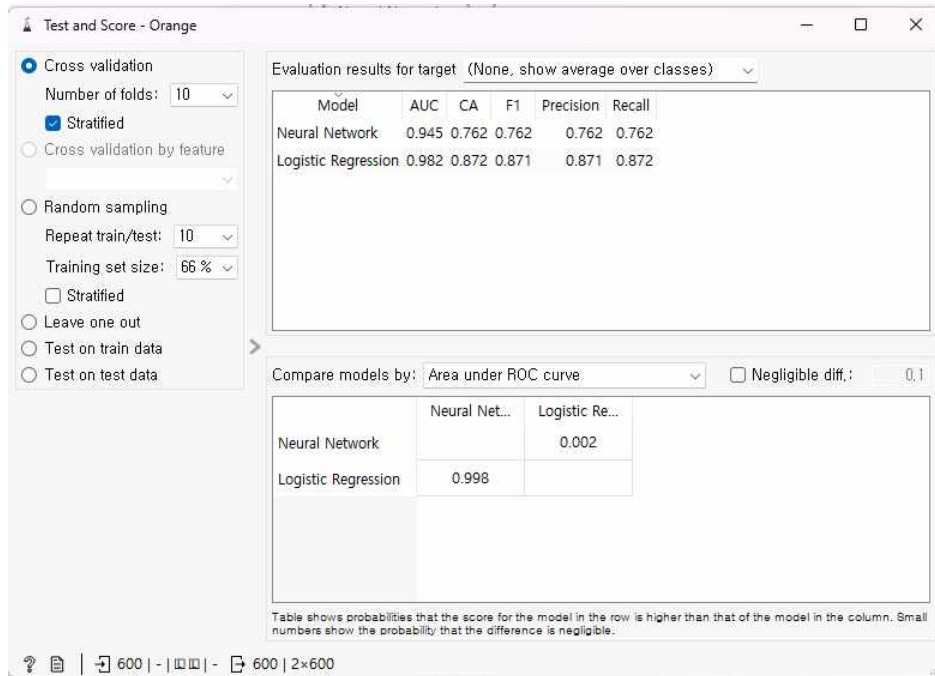 Test and Score - Orange
Cross validation
Number of folds: 10
Stratified
Cross validation by feature
Random sampling
Repeat train/test: 10
Training set size: 66 %
Stratified
Leave one out
Test on train data
Test on test data
Evaluation results for target (None, show average over classes)
Model AUC CA F1 Precision Recall
Neural Network 0.945 0.762 0.762 0.762 0.762
Logistic Regression 0.982 0.872 0.871 0.871 0.872
Compare models by: Area under ROC curve Negligible diff.: 0.1
Neural Net... Logistic Re...
Neural Network 0.002
Logistic Regression 0.998
Table shows probabilities that the score for the model in the row is higher than that of the model in the column. Small
numbers show the probability that the difference is negligible.
600 | - | - 600 | 2×600